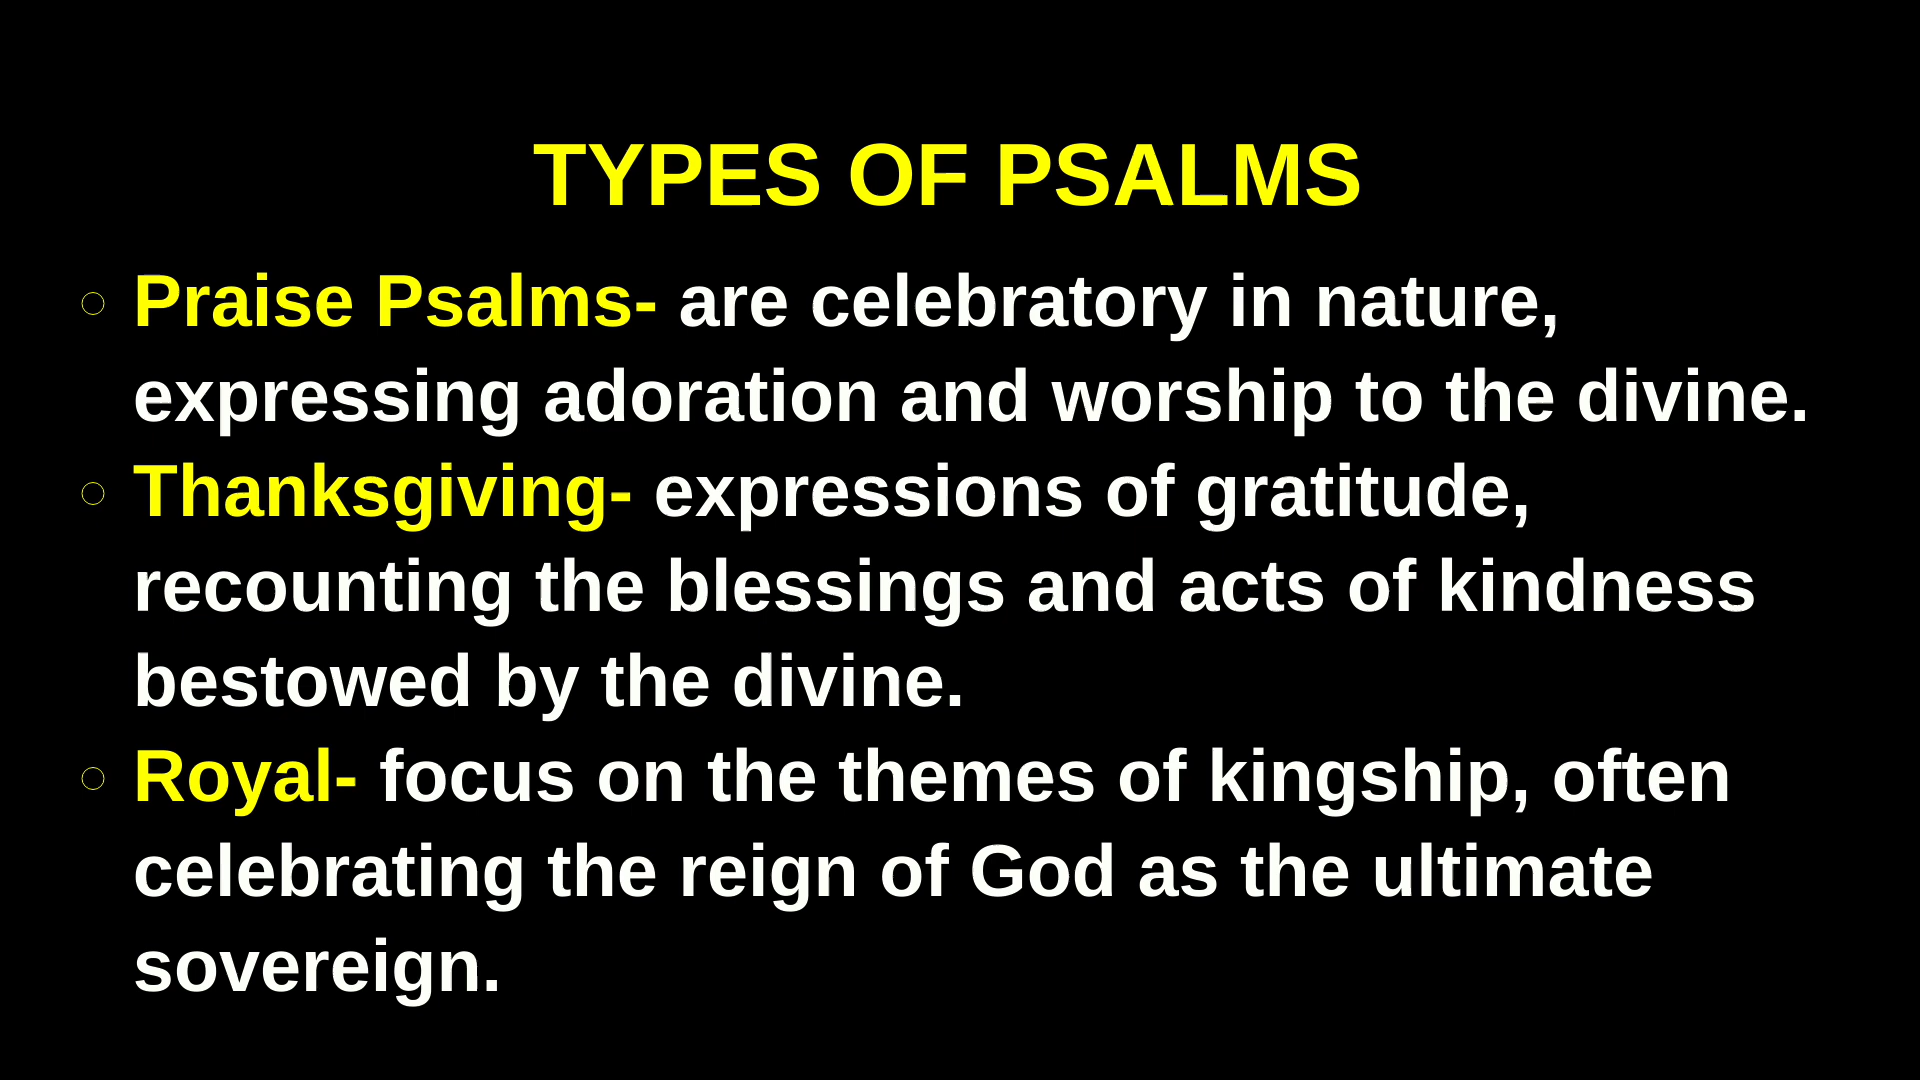 TYPES OF PSALMS
○ Praise Psalms- are celebratory in nature,
expressing adoration and worship to the divine.
○ Thanksgiving- expressions of gratitude,
recounting the blessings and acts of kindness
bestowed by the divine.
○ Royal- focus on the themes of kingship, often
celebrating the reign of God as the ultimate
sovereign.